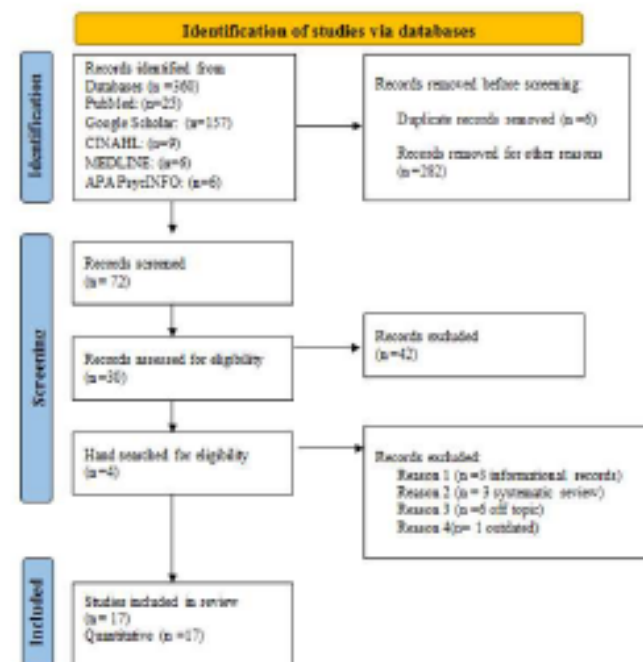 Identification of studies via databases
Identification
Records identified from
Databases (n =360)
PubMed: (n=25)
Google Scholar: (n=157)
CINAHL: (n=9)
MEDLINE: (n=6)
APA PsycINFO: (n=6)
Records removed before screening:
Duplicate records removed (n =6)
Records removed for other reasons
(n =282)
Screening
Records screened
(n = 72)
Records assessed for eligibility
(n=30)
Records excluded
(n =42)
Hand searched for eligibility
(n=4)
Records excluded:
Reason 1 (n = informational records)
Reason 2 (n = 3 systematic review)
Reason 3 (n =6 off topic)
Reason 4(n= 1 outdated)
Included
Studies included in review
(n = 17)
Quantitative (n =17)